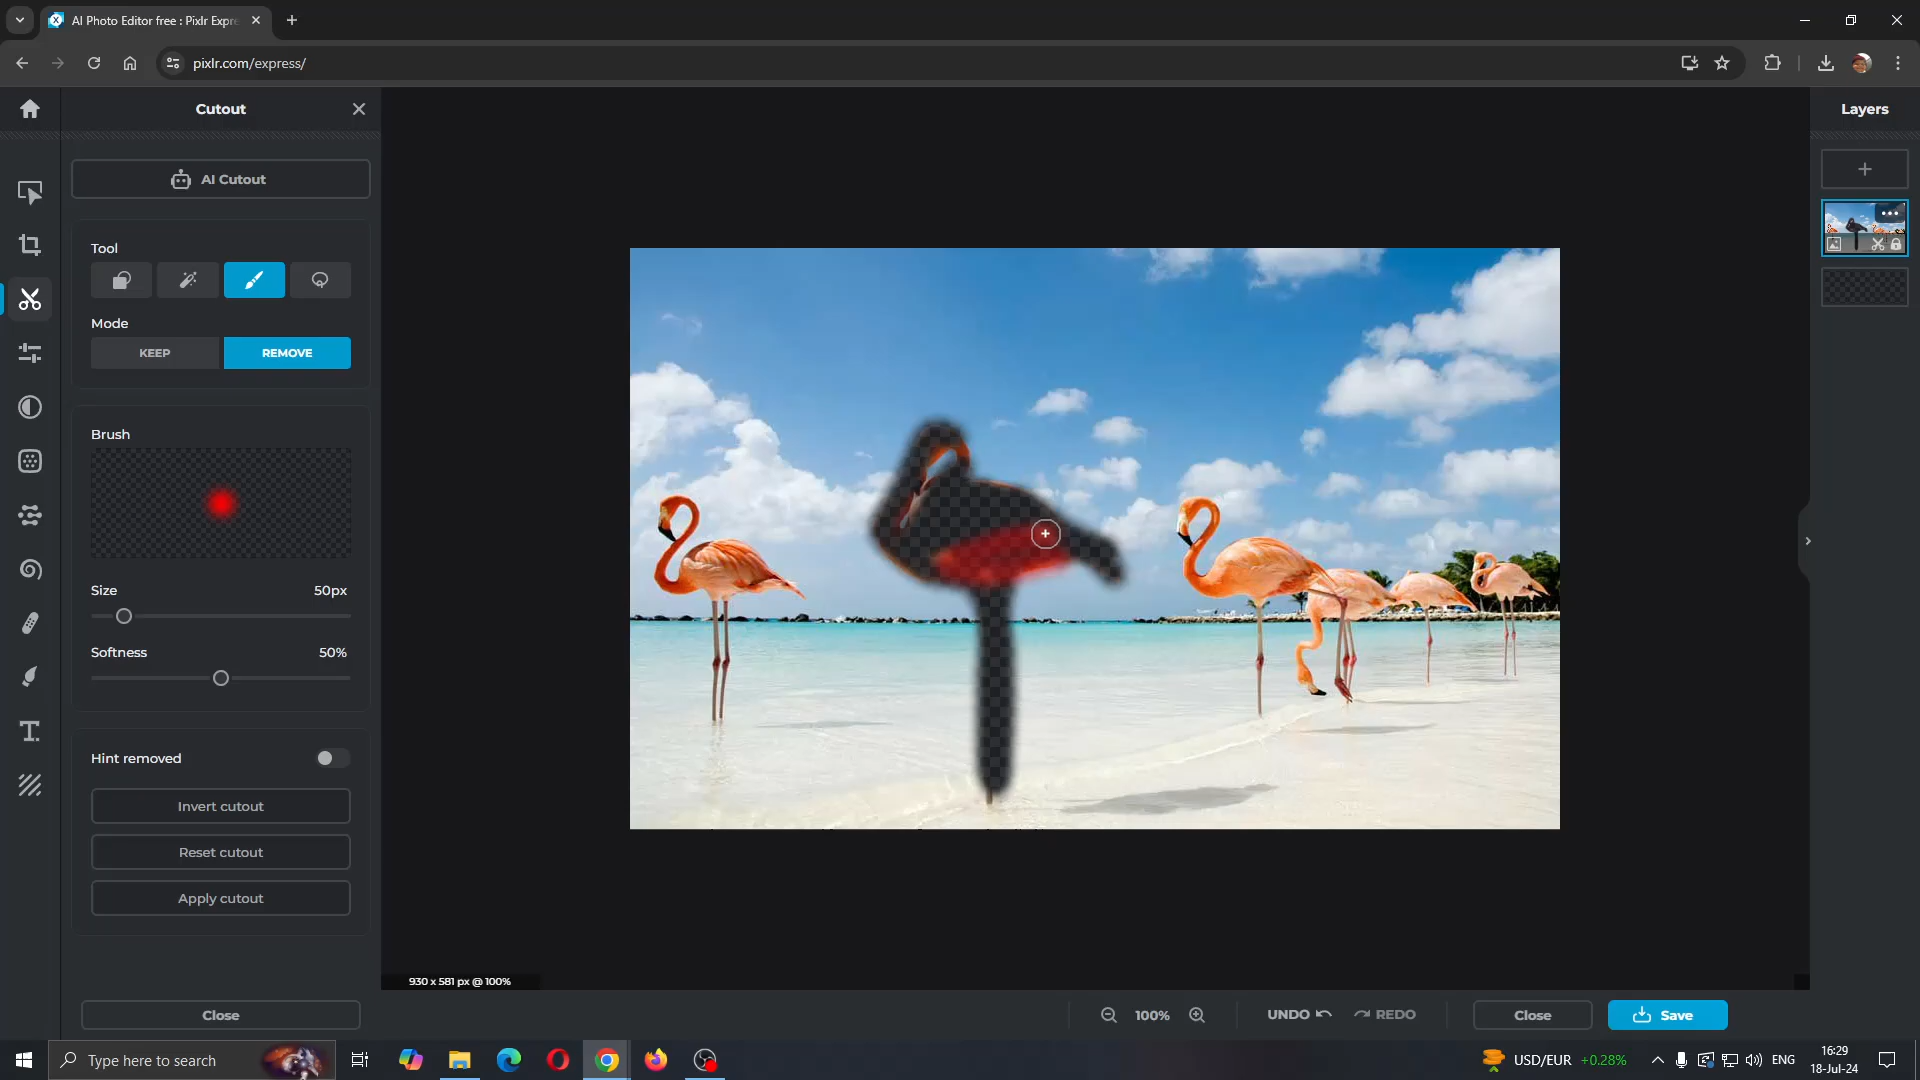 AI Photo Editor free : Pixlr Expre
pixlr.com/express/
Cutout
Layers
AI Cutout
Tool
Mode
KEEP
REMOVE
Brush
Size
50px
Softness
50%
Hint removed
Invert cutout
Reset cutout
Apply cutout
930 x 581 px @ 100%
Close
100%
UNDO
REDO
Close
Save
Type here to search
USD/EUR +0.28%
ENG
16:29
18-Jul-24